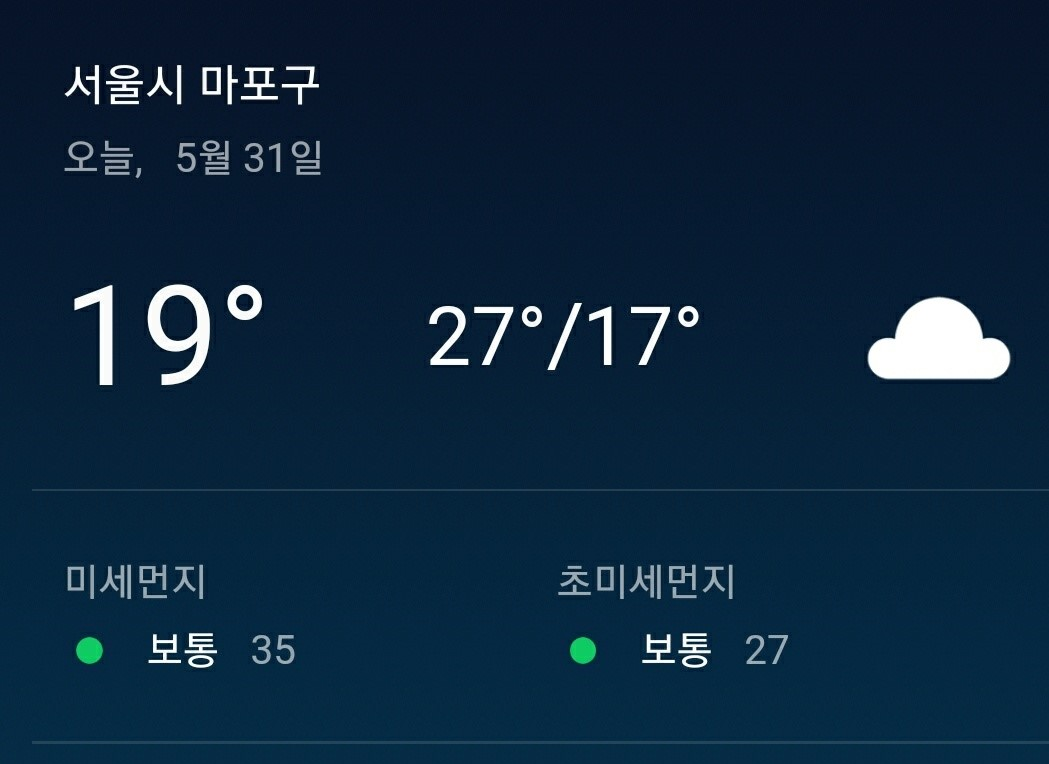 서울시 마포구
오늘, 5월 31일
19° 27°/17°
미세먼지 초미세먼지
보통 35 보통 27